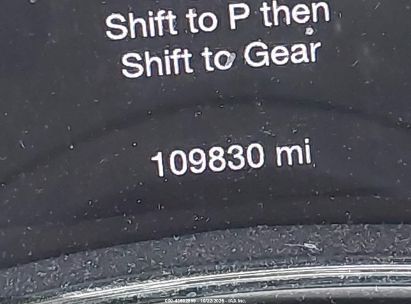 Shift to P then
Shift to Gear
109830 mi